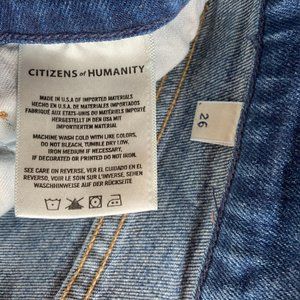 CITIZENS of HUMANITY
MADE IN U.S.A OF IMPORTED MATERIALS
HECHO EN U.S.A. DE MATERIALES IMPORTADOS
FABRIQUÉ AUX ETATS-UNIS DU MATERIELS IMPORTÉ
HERGESTELLT IN DEN USA MIT
IMPORTIERTEM MATERIAL
MACHINE WASH COLD WITH LIKE COLORS,
DO NOT BLEACH, TUMBLE DRY LOW,
IRON MEDIUM IF NECESSARY,
IF DECORATED OR PRINTED DO NOT IRON.
SEE CARE ON REVERSE, VER EL CUIDADO EN EL
REVERSO, VOIR LE SOIN SUR L'ENVERS, SEHEN
WASCHHINWEISE AUF DER RÜCKSEITE
26